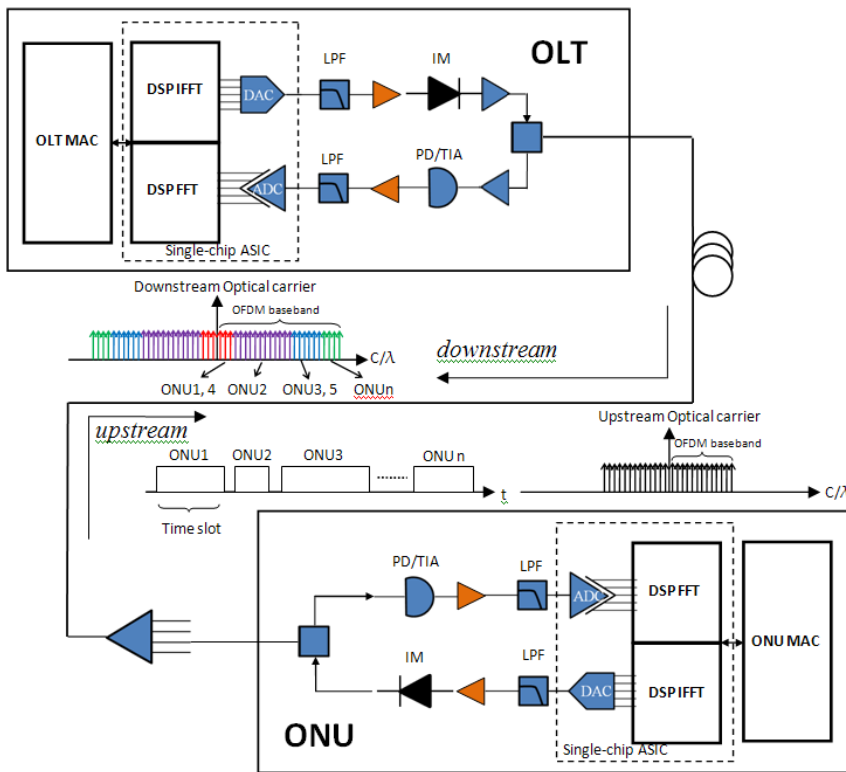 OLT
LPF
IM
DSP IFFT
DAC
OLT MAC
LPF
PD/TIA
DSP FFT
ADC
Single-chip ASIC
Downstream Optical carrier
OFDM baseband
C/λ
downstream
ONU1, 4
ONU2
ONU3, 5
ONUn
upstream
Upstream Optical carrier
OFDM baseband
ONU1
ONU2
ONU3
ONU n
t
C/λ
Time slot
PD/TIA
LPF
ADC
DSP FFT
ONU MAC
IM
LPF
DAC
DSP IFFT
ONU
Single-chip ASIC